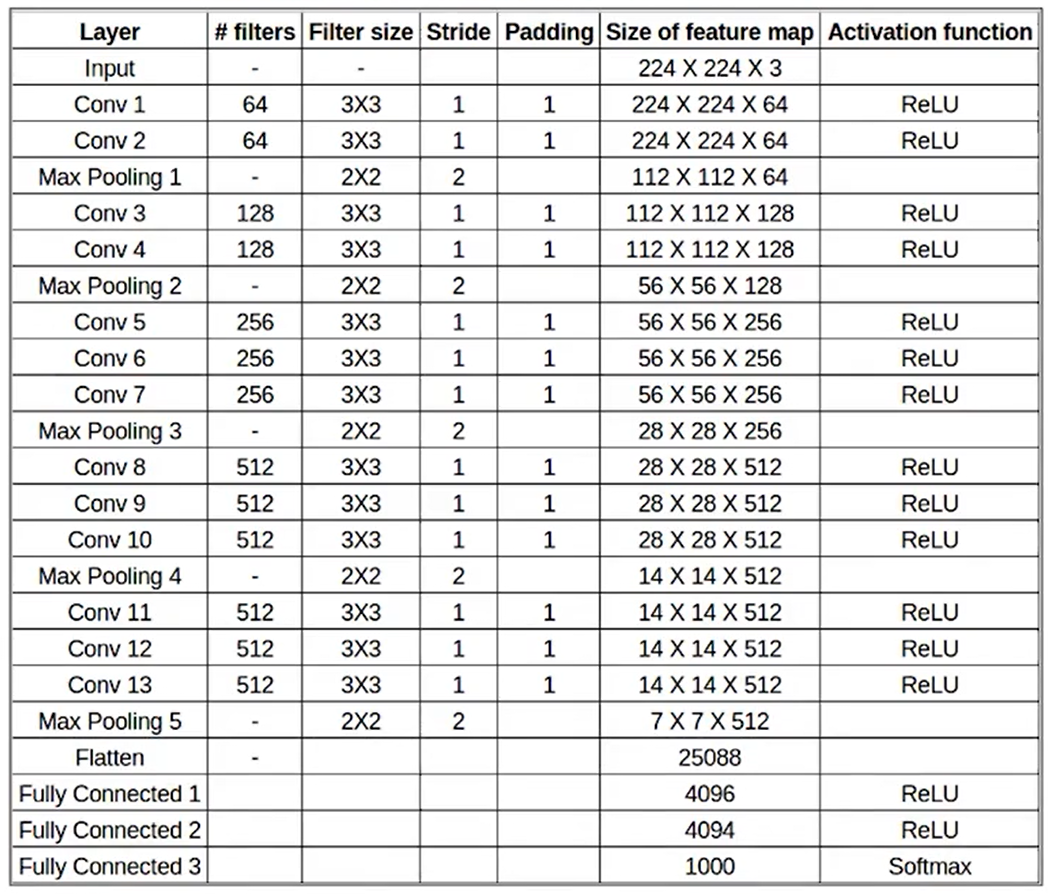 Layer # filters Filter size Stride Padding Size of feature map Activation function
Input - - 224 X 224 X 3
Conv 1 64 3X3 1 1 224 X 224 X 64 ReLU
Conv 2 64 3X3 1 1 224 X 224 X 64 ReLU
Max Pooling 1 - 2X2 2 112 X 112 X 64
Conv 3 128 3X3 1 1 112 X 112 X 128 ReLU
Conv 4 128 3X3 1 1 112 X 112 X 128 ReLU
Max Pooling 2 - 2X2 2 56 X 56 X 128
Conv 5 256 3X3 1 1 56 X 56 X 256 ReLU
Conv 6 256 3X3 1 1 56 X 56 X 256 ReLU
Conv 7 256 3X3 1 1 56 X 56 X 256 ReLU
Max Pooling 3 - 2X2 2 28 X 28 X 256
Conv 8 512 3X3 1 1 28 X 28 X 512 ReLU
Conv 9 512 3X3 1 1 28 X 28 X 512 ReLU
Conv 10 512 3X3 1 1 28 X 28 X 512 ReLU
Max Pooling 4 - 2X2 2 14 X 14 X 512
Conv 11 512 3X3 1 1 14 X 14 X 512 ReLU
Conv 12 512 3X3 1 1 14 X 14 X 512 ReLU
Conv 13 512 3X3 1 1 14 X 14 X 512 ReLU
Max Pooling 5 - 2X2 2 7 X 7 X 512
Flatten - 25088
Fully Connected 1 4096 ReLU
Fully Connected 2 4094 ReLU
Fully Connected 3 1000 Softmax